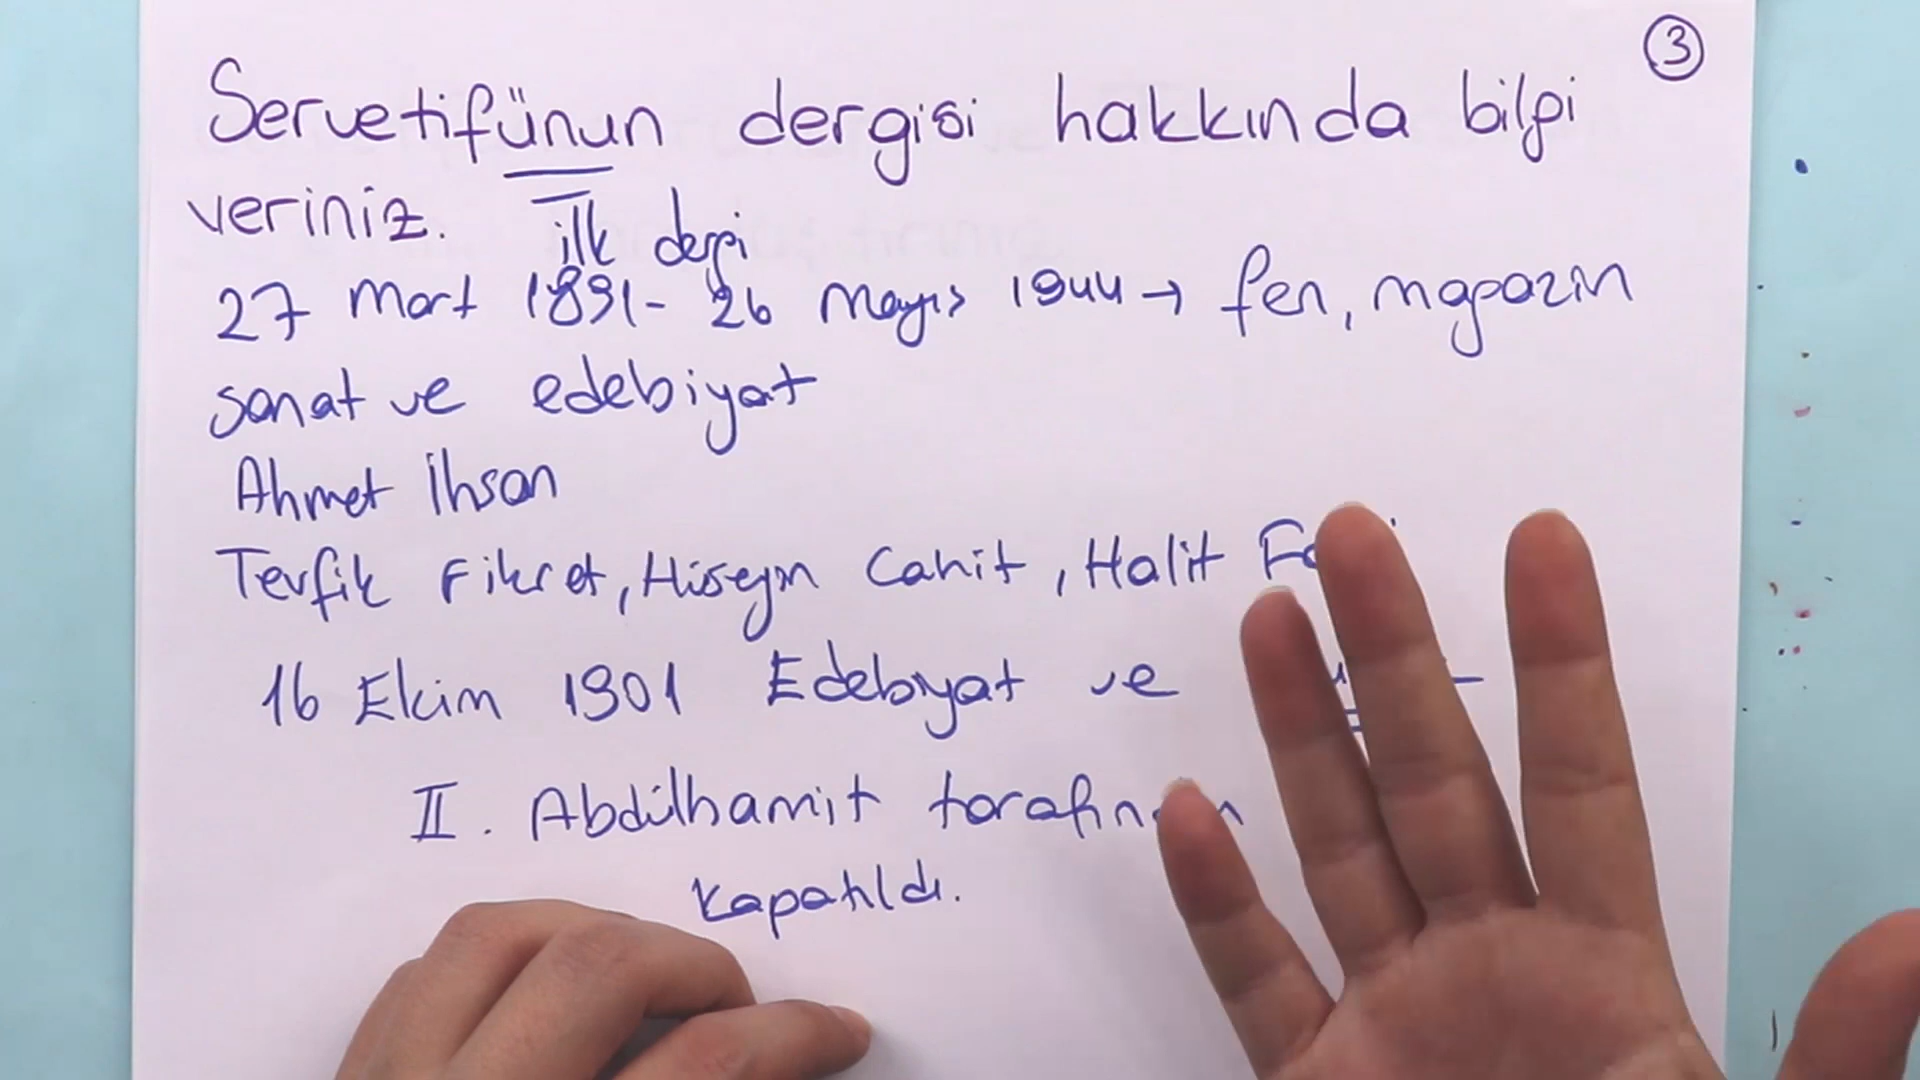 3
Servetifünun dergisi hakkında bilgi
veriniz. ilk dergi
27 Mart 1891 - 26 Mayıs 1944 → fen, magazin
sanat ve edebiyat
Ahmet İhsan
Tevfik Fikret, Hüseyin Cahit, Halit
16 Ekim 1901 Edebiyat ve
II. Abdülhamit tarafından
kapatıldı.